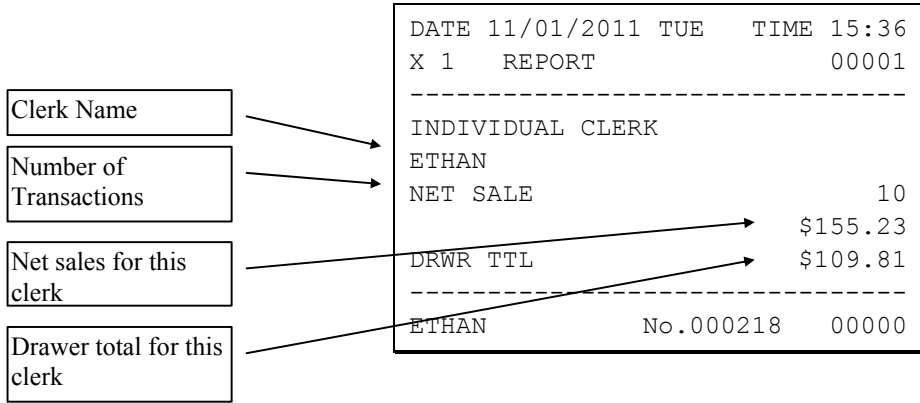 Clerk Name
Number of
Transactions
Net sales for this
clerk
Drawer total for this
clerk
DATE 11/01/2011 TUE TIME 15:36
X 1 REPORT 00001
--------------------------------
INDIVIDUAL CLERK
ETHAN
NET SALE 10
$155.23
DRWR TTL $109.81
--------------------------------
ETHAN No.000218 00000